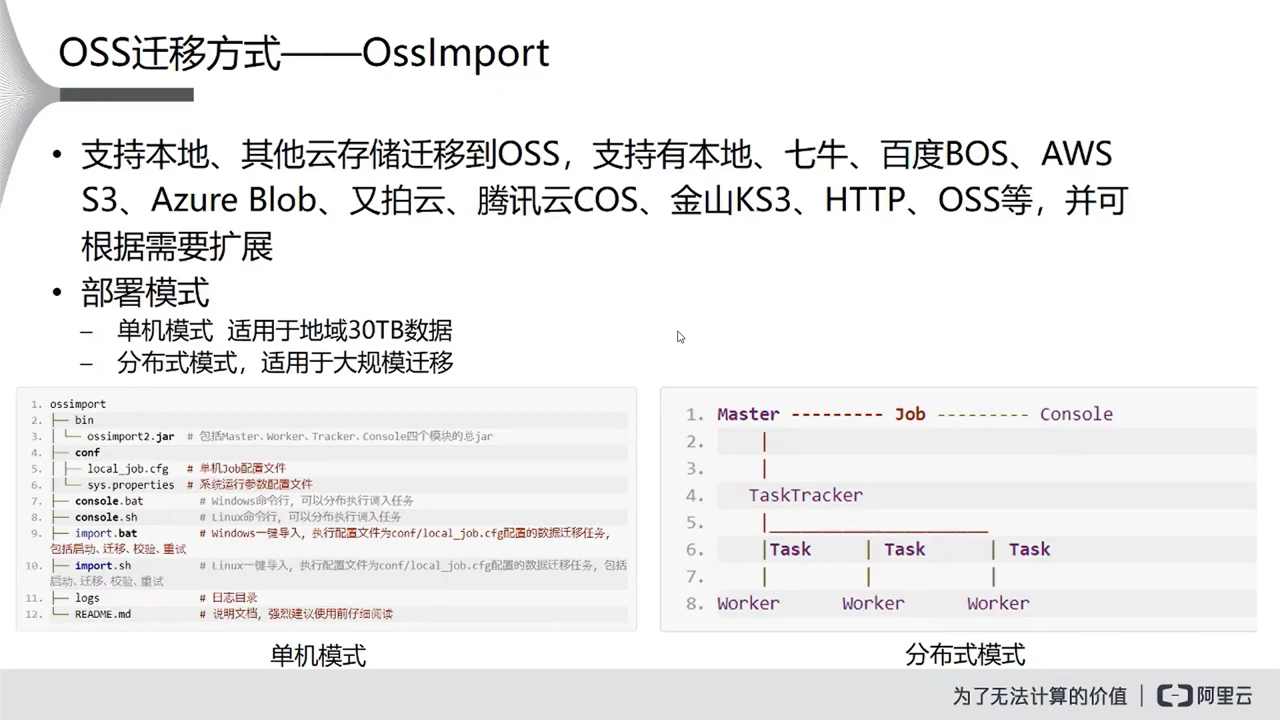 OSS迁移方式——OssImport
• 支持本地、其他云存储迁移到OSS，支持有本地、七牛、百度BOS、AWS
S3、Azure Blob、又拍云、腾讯云COS、金山KS3、HTTP、OSS等，并可
根据需要扩展
• 部署模式
– 单机模式 适用于地域30TB数据
– 分布式模式，适用于大规模迁移
1. ossimport
2. ├── bin
3. │ └── ossimport2.jar # 包括Master、Worker、Tracker、Console四个模块的总jar
4. ├── conf
5. │ ├── local_job.cfg # 单机Job配置文件
6. │ └── sys.properties # 系统运行参数配置文件
7. ├── console.bat # Windows命令行，可以分布执行调入任务
8. ├── console.sh # Linux命令行，可以分布执行调入任务
9. ├── import.bat # Windows一键导入，执行配置文件为conf/local_job.cfg配置的数据迁移任务，
包括启动、迁移、校验、重试
10. ├── import.sh # Linux一键导入，执行配置文件为conf/local_job.cfg配置的数据迁移任务，包括
启动、迁移、校验、重试
11. ├── logs # 日志目录
12. └── README.md # 说明文档，强烈建议使用前仔细阅读
单机模式
1. Master --------- Job --------- Console
2. |
3. |
4. TaskTracker
5. |_____________________
6. |Task | Task | Task
7. | | |
8. Worker Worker Worker
分布式模式
为了无法计算的价值 | 阿里云